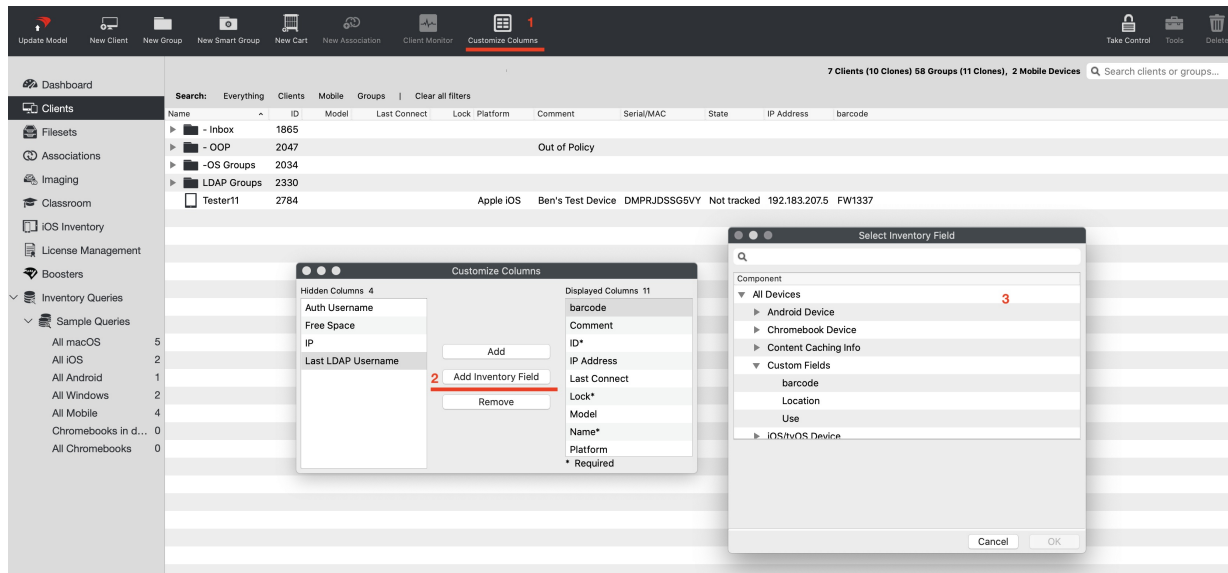 Update Model New Client New Group New Smart Group New Cart New Association Client Monitor Customize Columns 1 Take Control Tools Delete
7 Clients (10 Clones) 58 Groups (11 Clones), 2 Mobile Devices Search clients or groups...
Dashboard
Clients
Filesets
Associations
Imaging
Classroom
iOS Inventory
License Management
Boosters
Inventory Queries
Sample Queries
All macOS 5
All iOS 2
All Android 1
All Windows 2
All Mobile 4
Chromebooks in d... 0
All Chromebooks 0
Search: Everything Clients Mobile Groups | Clear all filters
Name ID Model Last Connect Lock Platform Comment Serial/MAC State IP Address barcode
- Inbox 1865
- OOP 2047 Out of Policy
-OS Groups 2034
LDAP Groups 2330
Tester11 2784 Apple iOS Ben's Test Device DMPRJDSSG5VY Not tracked 192.183.207.5 FW1337
Customize Columns
Hidden Columns 4
Auth Username
Free Space
IP
Last LDAP Username
Add
2 Add Inventory Field
Remove
Displayed Columns 11
barcode
Comment
ID*
IP Address
Last Connect
Lock*
Model
Name*
Platform
* Required
Select Inventory Field
Component
All Devices
3
Android Device
Chromebook Device
Content Caching Info
Custom Fields
barcode
Location
Use
iOS/tvOS Device
Cancel OK